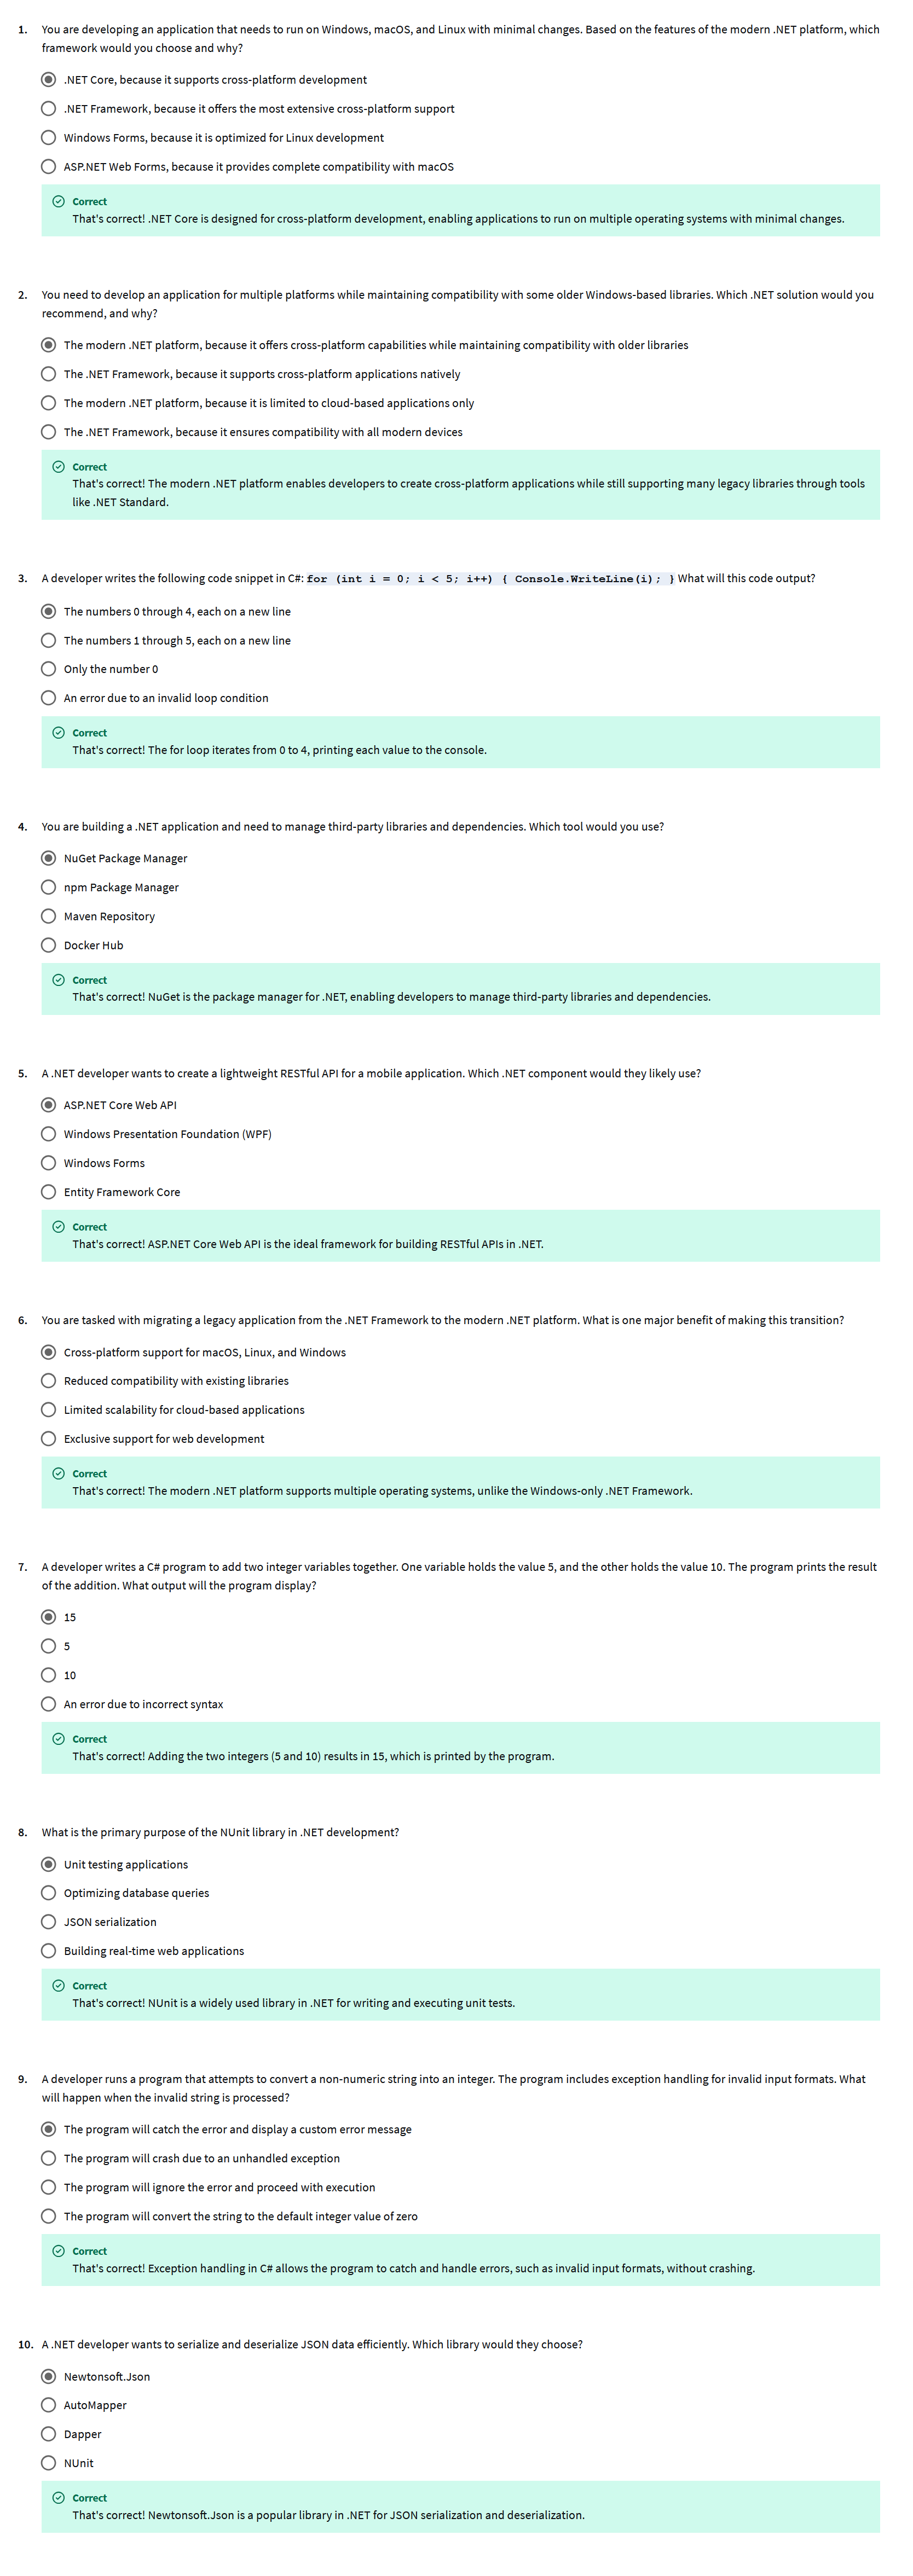 1. You are developing an application that needs to run on Windows, macOS, and Linux with minimal changes. Based on the features of the modern .NET platform, which
framework would you choose and why?
.NET Core, because it supports cross-platform development
.NET Framework, because it offers the most extensive cross-platform support
Windows Forms, because it is optimized for Linux development
ASP.NET Web Forms, because it provides complete compatibility with macOS
Correct
That's correct! .NET Core is designed for cross-platform development, enabling applications to run on multiple operating systems with minimal changes.
2. You need to develop an application for multiple platforms while maintaining compatibility with some older Windows-based libraries. Which .NET solution would you
recommend, and why?
The modern .NET platform, because it offers cross-platform capabilities while maintaining compatibility with older libraries
The .NET Framework, because it supports cross-platform applications natively
The modern .NET platform, because it is limited to cloud-based applications only
The .NET Framework, because it ensures compatibility with all modern devices
Correct
That's correct! The modern .NET platform enables developers to create cross-platform applications while still supporting many legacy libraries through tools
like .NET Standard.
3. A developer writes the following code snippet in C#: for (int i = 0; i < 5; i++) { Console.WriteLine(i); } What will this code output?
The numbers 0 through 4, each on a new line
The numbers 1 through 5, each on a new line
Only the number 0
An error due to an invalid loop condition
Correct
That's correct! The for loop iterates from 0 to 4, printing each value to the console.
4. You are building a .NET application and need to manage third-party libraries and dependencies. Which tool would you use?
NuGet Package Manager
npm Package Manager
Maven Repository
Docker Hub
Correct
That's correct! NuGet is the package manager for .NET, enabling developers to manage third-party libraries and dependencies.
5. A .NET developer wants to create a lightweight RESTful API for a mobile application. Which .NET component would they likely use?
ASP.NET Core Web API
Windows Presentation Foundation (WPF)
Windows Forms
Entity Framework Core
Correct
That's correct! ASP.NET Core Web API is the ideal framework for building RESTful APIs in .NET.
6. You are tasked with migrating a legacy application from the .NET Framework to the modern .NET platform. What is one major benefit of making this transition?
Cross-platform support for macOS, Linux, and Windows
Reduced compatibility with existing libraries
Limited scalability for cloud-based applications
Exclusive support for web development
Correct
That's correct! The modern .NET platform supports multiple operating systems, unlike the Windows-only .NET Framework.
7. A developer writes a C# program to add two integer variables together. One variable holds the value 5, and the other holds the value 10. The program prints the result
of the addition. What output will the program display?
15
5
10
An error due to incorrect syntax
Correct
That's correct! Adding the two integers (5 and 10) results in 15, which is printed by the program.
8. What is the primary purpose of the NUnit library in .NET development?
Unit testing applications
Optimizing database queries
JSON serialization
Building real-time web applications
Correct
That's correct! NUnit is a widely used library in .NET for writing and executing unit tests.
9. A developer runs a program that attempts to convert a non-numeric string into an integer. The program includes exception handling for invalid input formats. What
will happen when the invalid string is processed?
The program will catch the error and display a custom error message
The program will crash due to an unhandled exception
The program will ignore the error and proceed with execution
The program will convert the string to the default integer value of zero
Correct
That's correct! Exception handling in C# allows the program to catch and handle errors, such as invalid input formats, without crashing.
10. A .NET developer wants to serialize and deserialize JSON data efficiently. Which library would they choose?
Newtonsoft.Json
AutoMapper
Dapper
NUnit
Correct
That's correct! Newtonsoft.Json is a popular library in .NET for JSON serialization and deserialization.